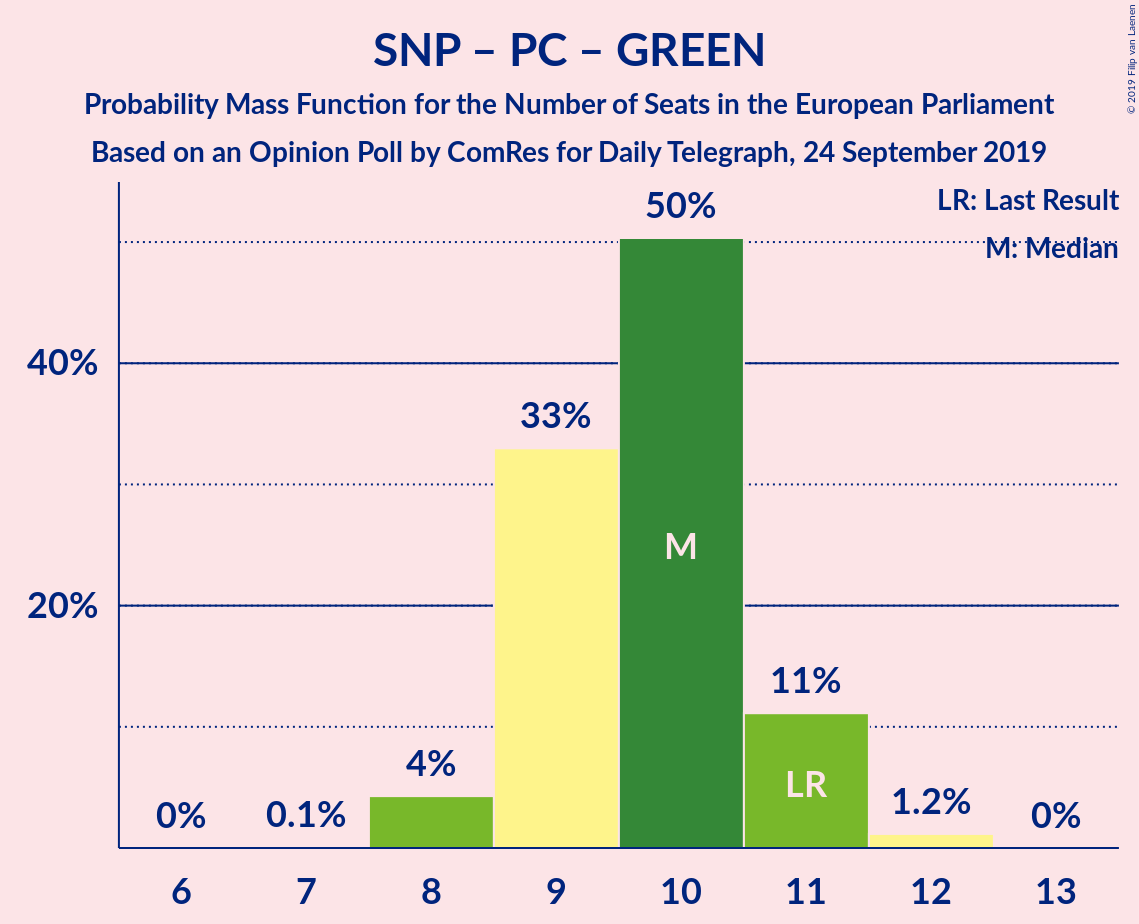 SNP – PC – GREEN
Probability Mass Function for the Number of Seats in the European Parliament
Based on an Opinion Poll by ComRes for Daily Telegraph, 24 September 2019
© 2019 Filip van Laenen
LR: Last Result
M: Median
50%
40%
33%
M
20%
11%
4%
LR
0%
0.1%
1.2%
0%
6 7 8 9 10 11 12 13